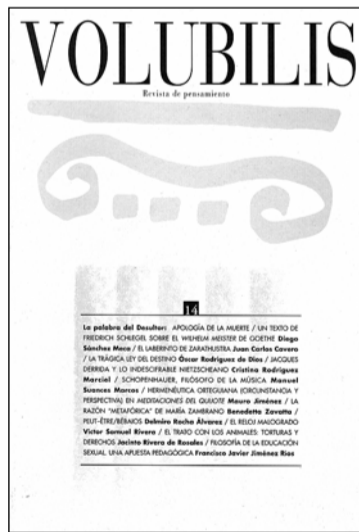 VOLUBILIS
Revista de pensamiento
14
La palabra del Desultor: APOLOGÍA DE LA MUERTE / UN TEXTO DE
FRIEDRICH SCHLEGEL SOBRE EL WILHELM MEISTER DE GOETHE Diego
Sánchez Meca / EL LABERINTO DE ZARATHUSTRA Juan Carlos Cavero
/ LA TRÁGICA LEY DEL DESTINO Óscar Rodríguez de Dios / JACQUES
DERRIDA Y LO INDESCIFRABLE NIETZSCHEANO Cristina Rodríguez
Marciel / SCHOPENHAUER, FILÓSOFO DE LA MÚSICA Manuel
Suances Marcos / HERMENÉUTICA ORTEGUIANA (CIRCUNSTANCIA Y
PERSPECTIVA) EN MEDITACIONES DEL QUIJOTE Mauro Jiménez / LA
RAZÓN "METAFÓRICA" DE MARÍA ZAMBRANO Benedetta Zavatta /
PEUT-ÊTRE/BÉRNIOS Delmiro Rocha Álvarez / EL RELOJ MALOGRADO
Víctor Samuel Rivera / EL TRATO CON LOS ANIMALES: TORTURAS Y
DERECHOS Jacinto Rivera de Rosales / FILOSOFÍA DE LA EDUCACIÓN
SEXUAL. UNA APUESTA PEDAGÓGICA Francisco Javier Jiménez Ríos